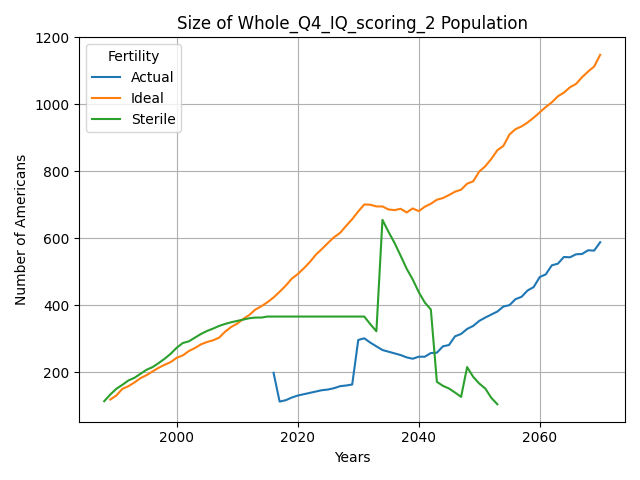 Size of Whole_Q4_IQ_scoring_2 Population
Fertility
Actual
Ideal
Sterile
Number of Americans
1200
1000
800
600
400
200
2000
2020
2040
2060
Years